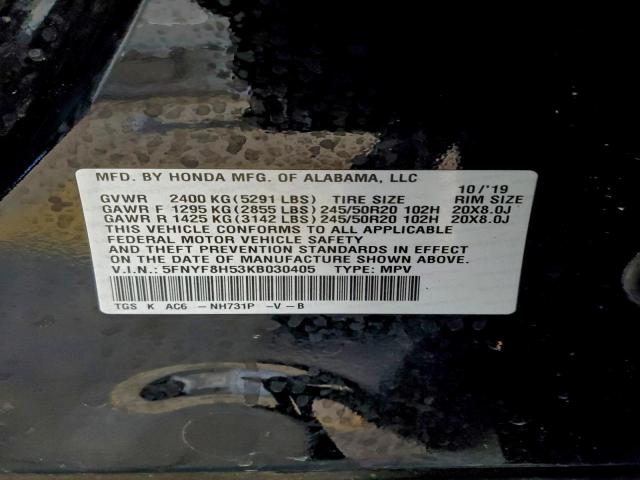 MFD. BY HONDA MFG. OF ALABAMA, LLC 10/'19
GVWR 2400 KG(5291 LBS) TIRE SIZE RIM SIZE
GAWR F 1295 KG(2855 LBS) 245/50R20 102H 20X8.0J
GAWR R 1425 KG(3142 LBS) 245/50R20 102H 20X8.0J
THIS VEHICLE CONFORMS TO ALL APPLICABLE
FEDERAL MOTOR VEHICLE SAFETY
AND THEFT PREVENTION STANDARDS IN EFFECT
ON THE DATE OF MANUFACTURE SHOWN ABOVE.
V.I.N.: 5FNYF8H53KB030405 TYPE: MPV
TGS K AC6 - NH731P -V-B